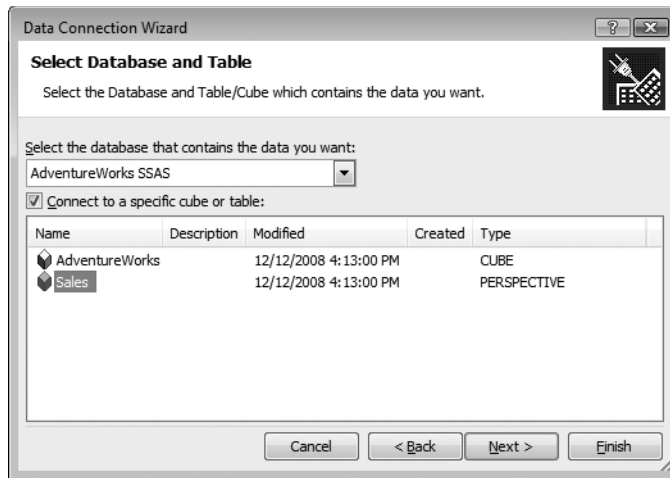 Data Connection Wizard
Select Database and Table
Select the Database and Table/Cube which contains the data you want.
Select the database that contains the data you want:
AdventureWorks SSAS
Connect to a specific cube or table:
Name Description Modified Created Type
AdventureWorks 12/12/2008 4:13:00 PM CUBE
Sales 12/12/2008 4:13:00 PM PERSPECTIVE
Cancel < Back Next > Finish